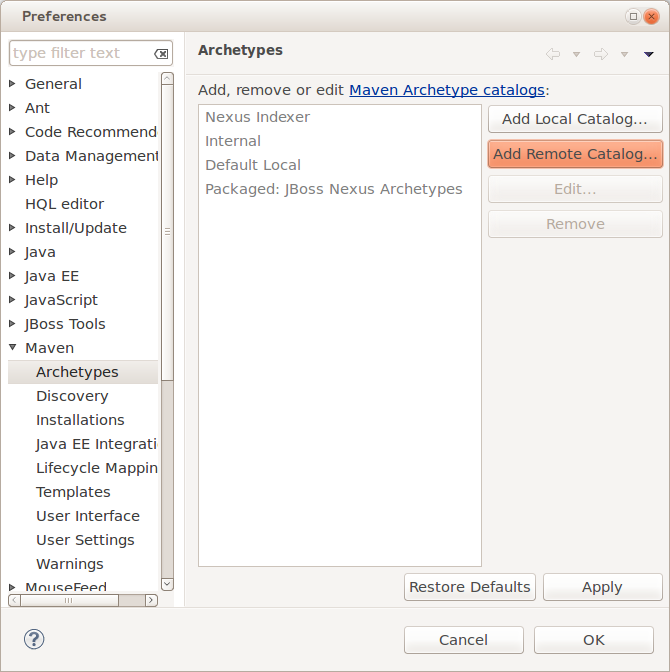 Preferences
type filter text
General
Ant
Code Recommend
Data Management
Help
HQL editor
Install/Update
Java
Java EE
JavaScript
JBoss Tools
Maven
Archetypes
Discovery
Installations
Java EE Integrati
Lifecycle Mappin
Templates
User Interface
User Settings
Warnings
MouseFeed
Archetypes
Add, remove or edit Maven Archetype catalogs:
Nexus Indexer
Internal
Default Local
Packaged: JBoss Nexus Archetypes
Add Local Catalog...
Add Remote Catalog...
Edit...
Remove
Restore Defaults
Apply
?
Cancel
OK